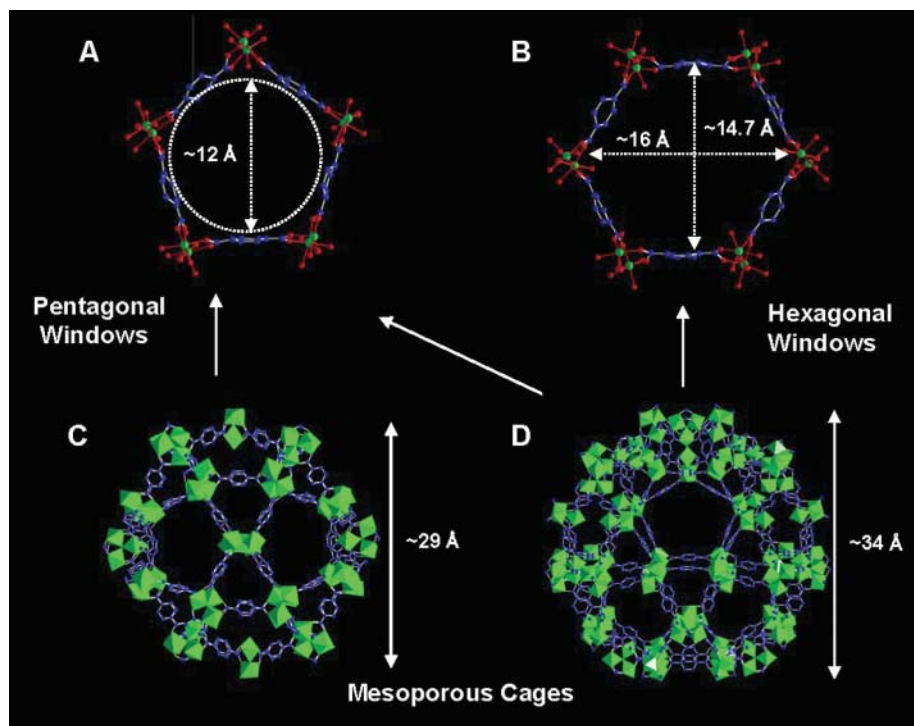 A
B
~12 Å
~16 Å
~14.7 Å
Pentagonal
Windows
Hexagonal
Windows
C
D
~29 Å
~34 Å
Mesoporous Cages